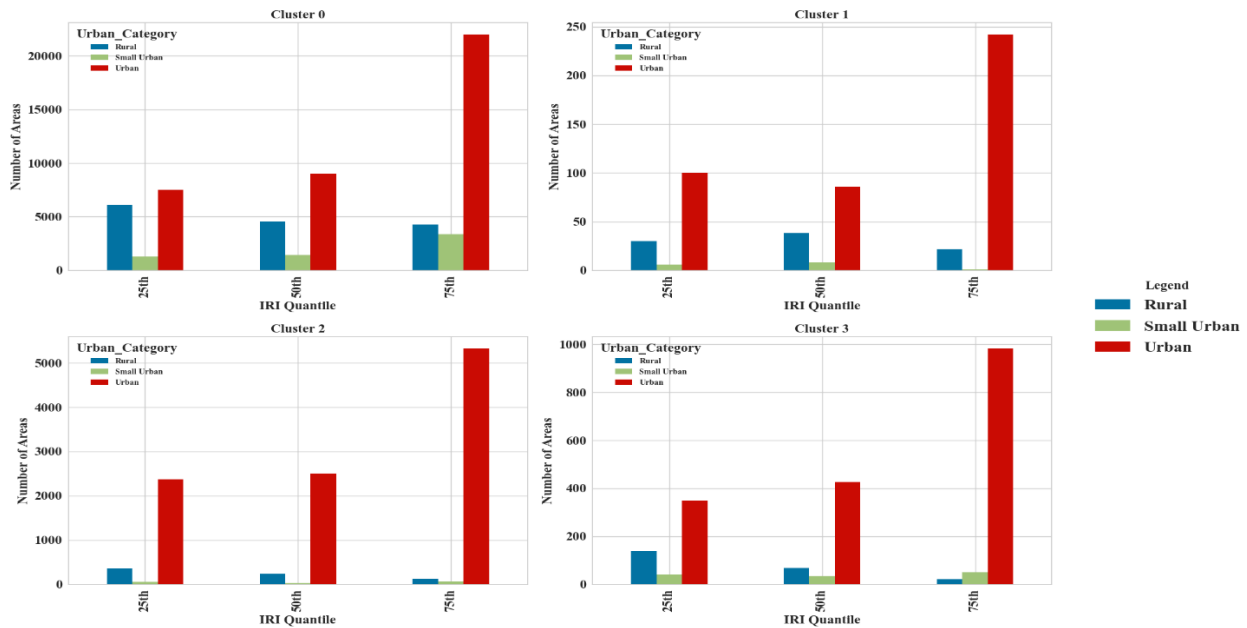 Cluster 0
Urban_Category
Rural
Small Urban
Urban
Number of Areas
20000
15000
10000
5000
0
25th
50th
75th
IRI Quantile
Cluster 1
Urban_Category
Rural
Small Urban
Urban
Number of Areas
250
200
150
100
50
0
25th
50th
75th
IRI Quantile
Legend
Rural
Small Urban
Urban
Cluster 2
Urban_Category
Rural
Small Urban
Urban
Number of Areas
5000
4000
3000
2000
1000
0
25th
50th
75th
IRI Quantile
Cluster 3
Urban_Category
Rural
Small Urban
Urban
Number of Areas
1000
800
600
400
200
0
25th
50th
75th
IRI Quantile